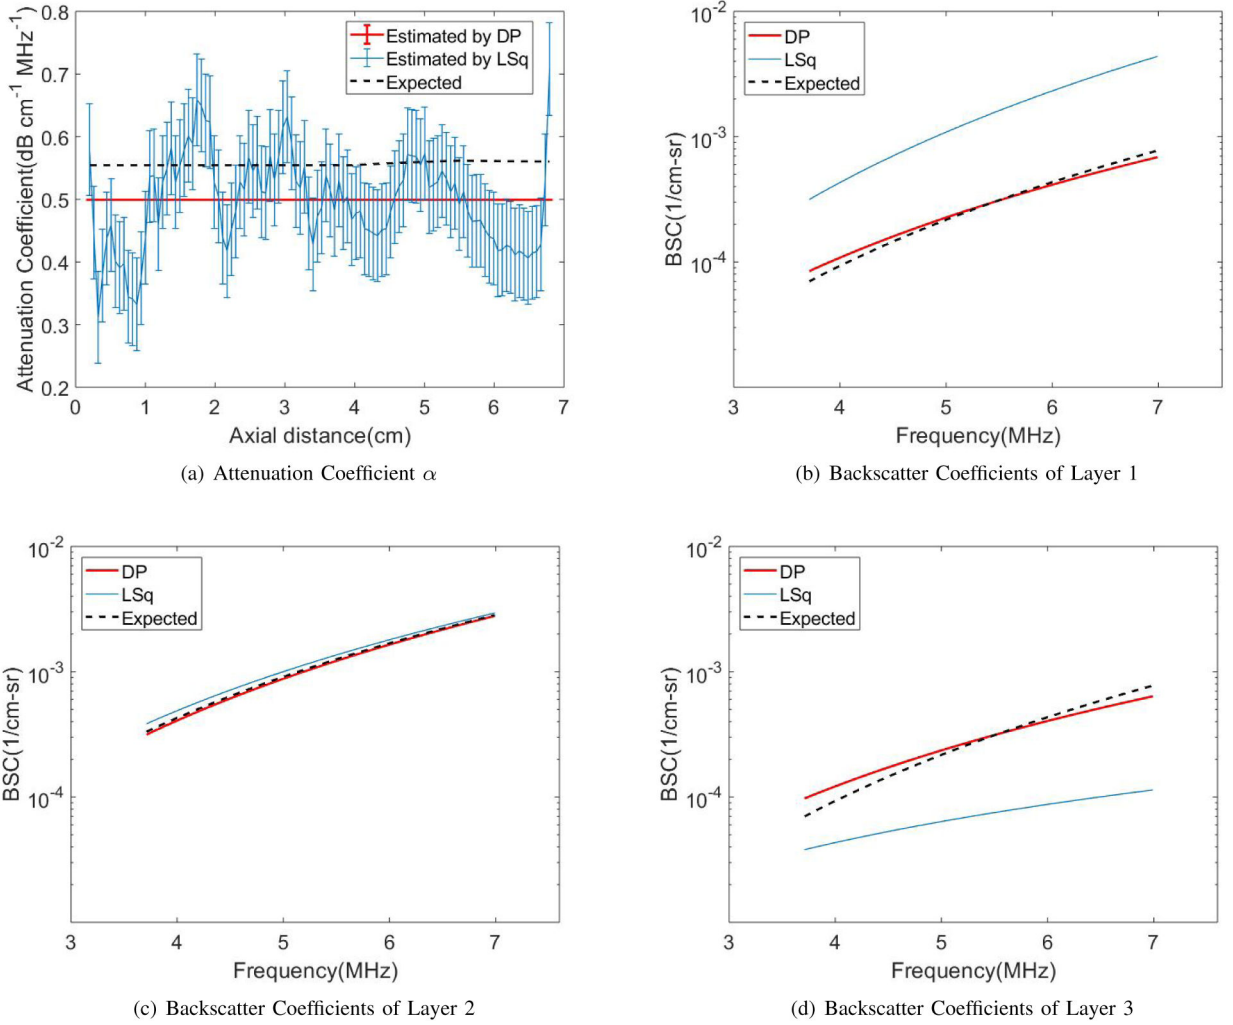 0.8
0.7
0.6
0.5
0.4
0.3
0.2
Attenuation Coefficient(dB cm⁻¹ MHz⁻¹)
Estimated by DP
Estimated by LSq
Expected
0 1 2 3 4 5 6 7
Axial distance(cm)
(a) Attenuation Coefficient α
10⁻²
10⁻³
10⁻⁴
BSC(1/cm-sr)
DP
LSq
Expected
3 4 5 6 7
Frequency(MHz)
(b) Backscatter Coefficients of Layer 1
10⁻²
10⁻³
10⁻⁴
BSC(1/cm-sr)
DP
LSq
Expected
3 4 5 6 7
Frequency(MHz)
(c) Backscatter Coefficients of Layer 2
10⁻²
10⁻³
10⁻⁴
BSC(1/cm-sr)
DP
LSq
Expected
3 4 5 6 7
Frequency(MHz)
(d) Backscatter Coefficients of Layer 3